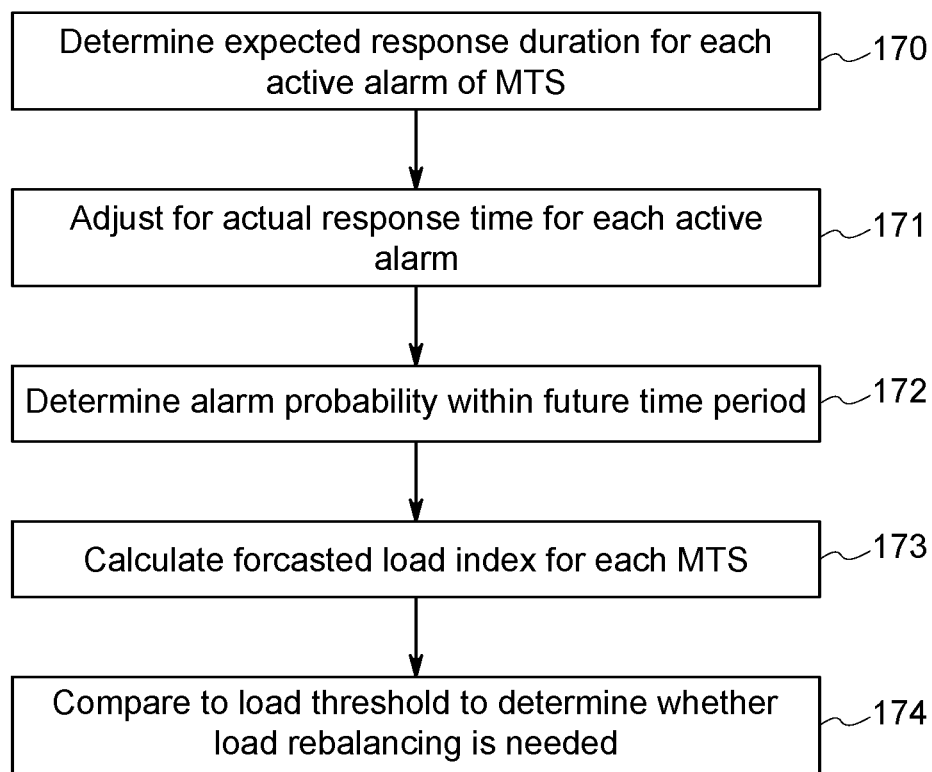 Determine expected response duration for each
active alarm of MTS
170
Adjust for actual response time for each active
alarm
171
Determine alarm probability within future time period
172
Calculate forcasted load index for each MTS
173
Compare to load threshold to determine whether
load rebalancing is needed
174